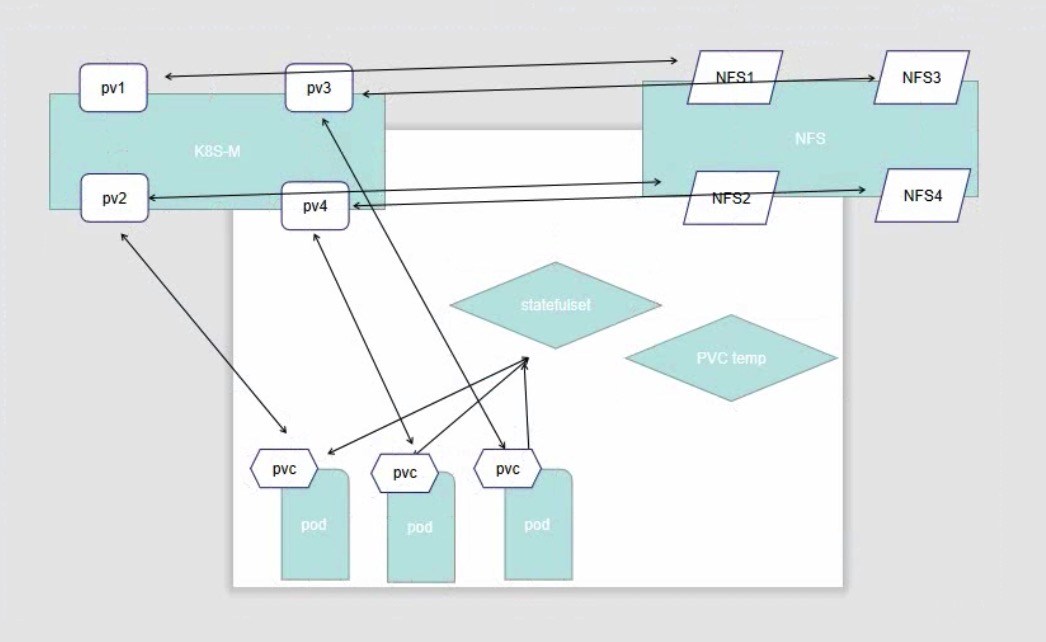 pv1
pv3
NFS1
NFS3
K8S-M
NFS
pv2
pv4
NFS2
NFS4
statefulset
PVC temp
pvc
pvc
pvc
pod
pod
pod